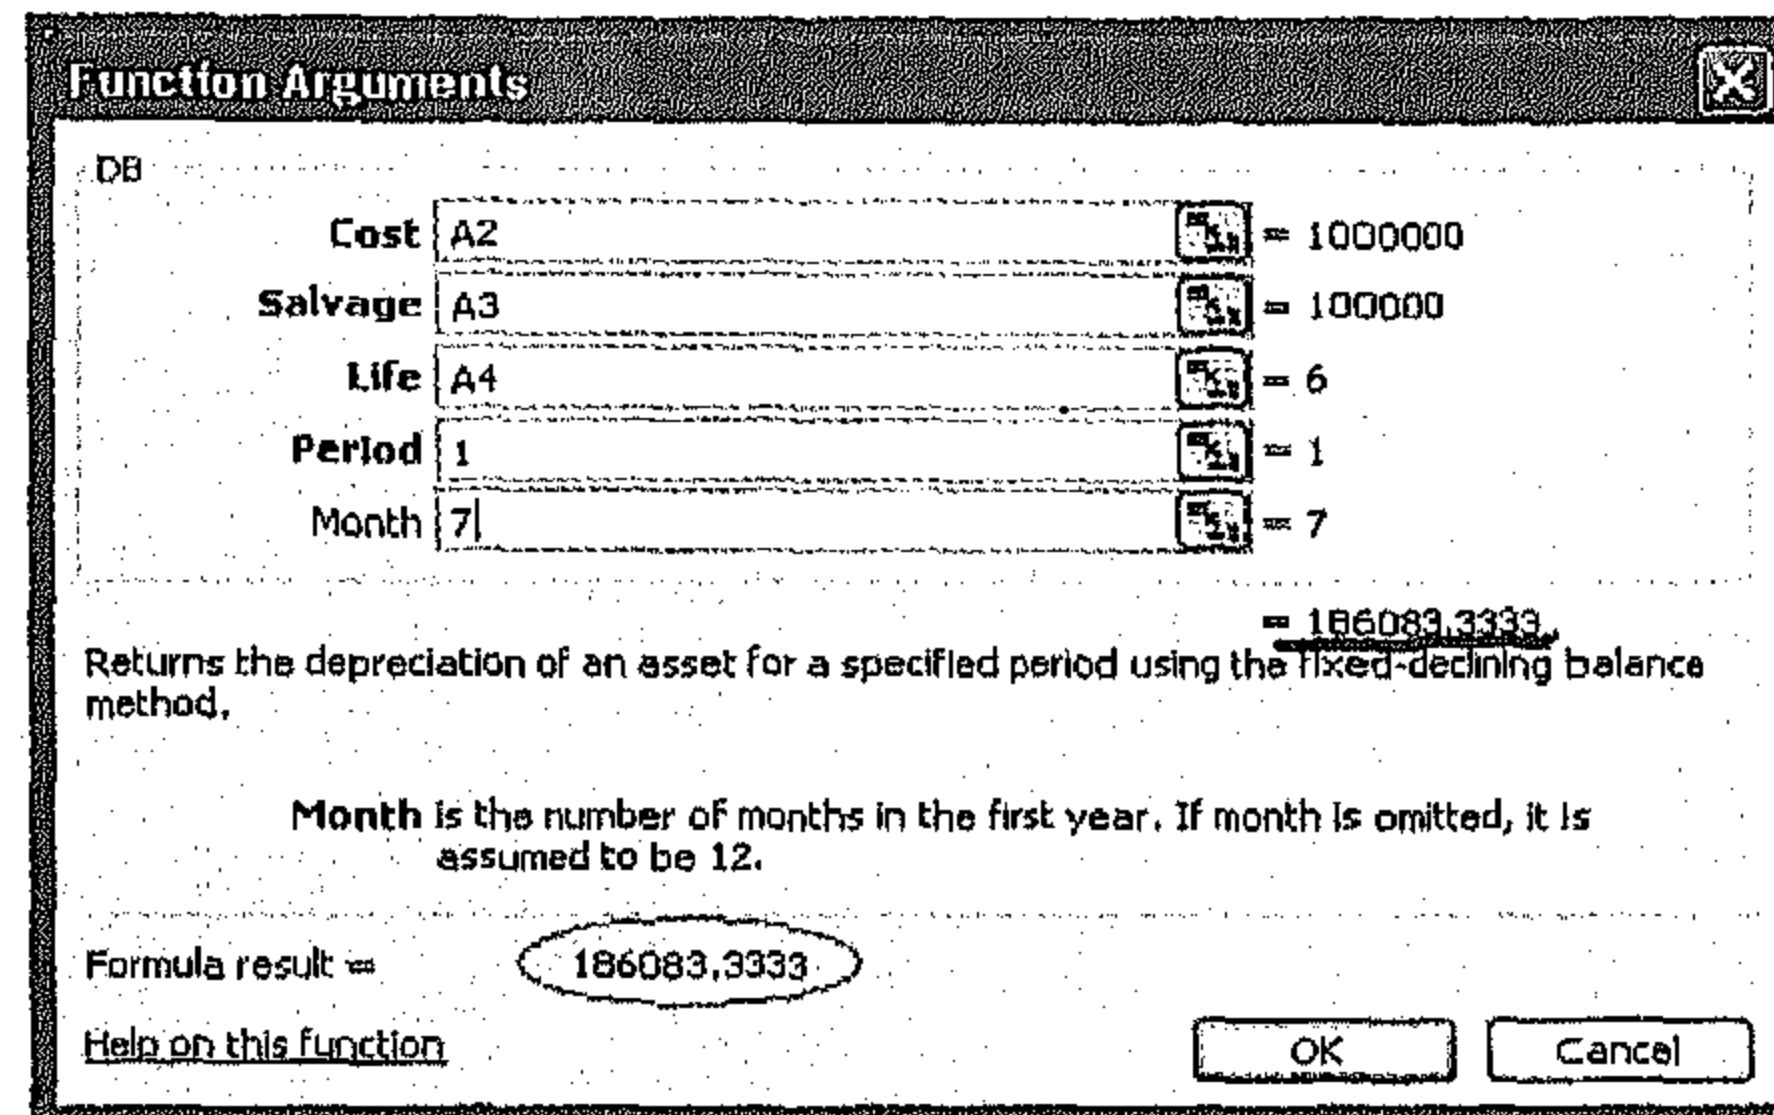 Function Arguments
DB
Cost A2 = 1000000
Salvage A3 = 100000
Life A4 = 6
Period 1 = 1
Month 7 = 7
= 186083,3333
Returns the depreciation of an asset for a specified period using the fixed-declining balance
method.
Month is the number of months in the first year. If month is omitted, it is
assumed to be 12.
Formula result = 186083,3333
Help on this function
OK Cancel